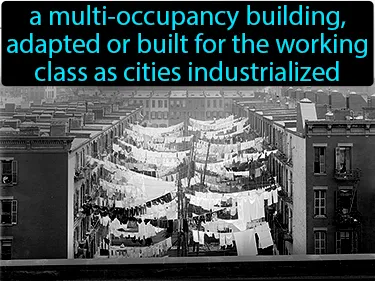 a multi-occupancy building,
adapted or built for the working
class as cities industrialized